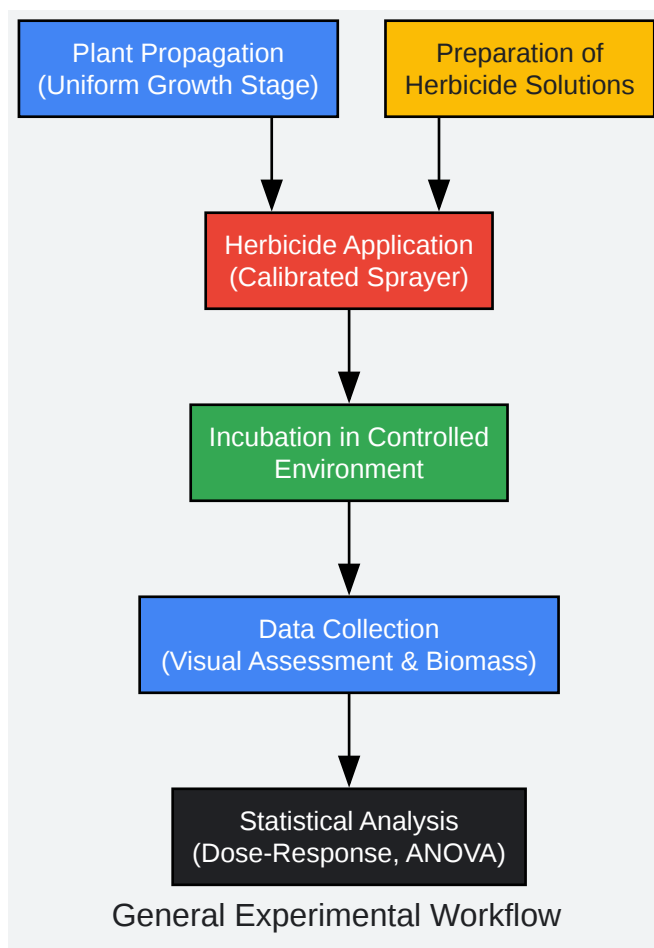 Plant Propagation
(Uniform Growth Stage)
Preparation of
Herbicide Solutions
Herbicide Application
(Calibrated Sprayer)
Incubation in Controlled
Environment
Data Collection
(Visual Assessment & Biomass)
Statistical Analysis
(Dose-Response, ANOVA)
General Experimental Workflow